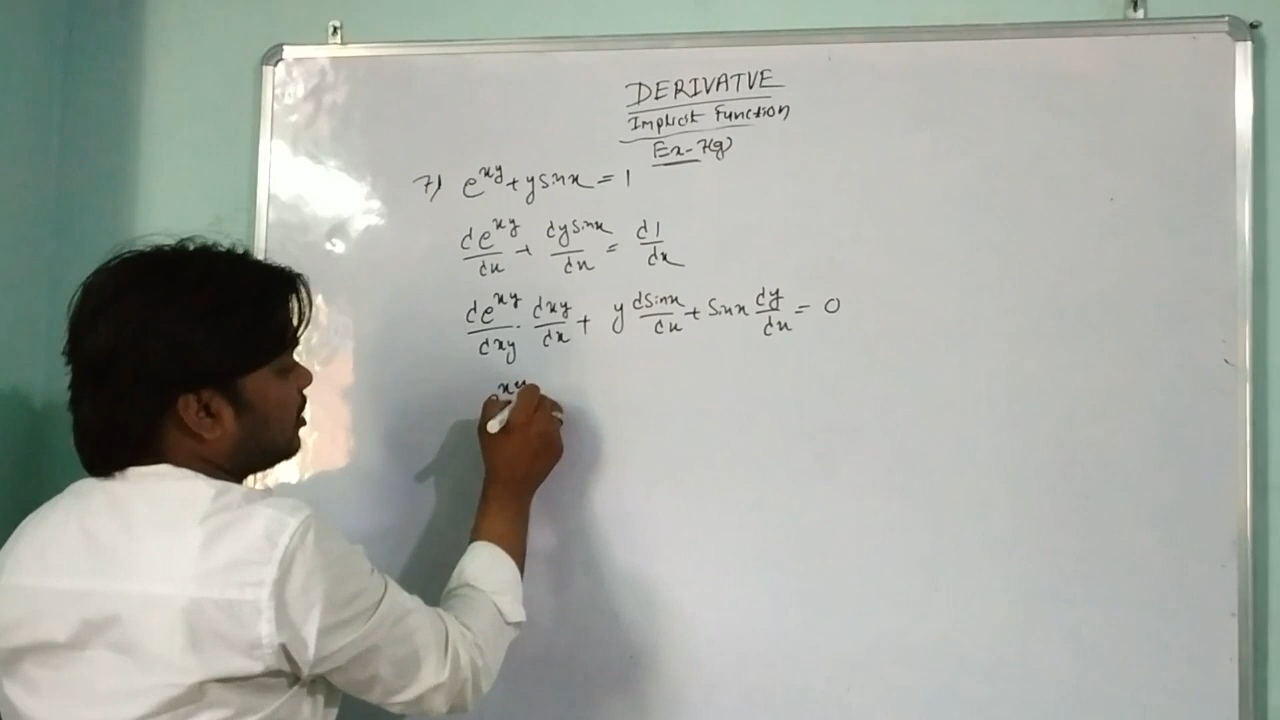 DERIVATVE
Implicit Function
Ex-7(g)
7) e^xy + y sinx = 1
de^xy/dx + dy sinx/dx = d1/dx
de^xy/dxy . dxy/dx + y dsinx/dx + sinx dy/dx = 0
e^xy